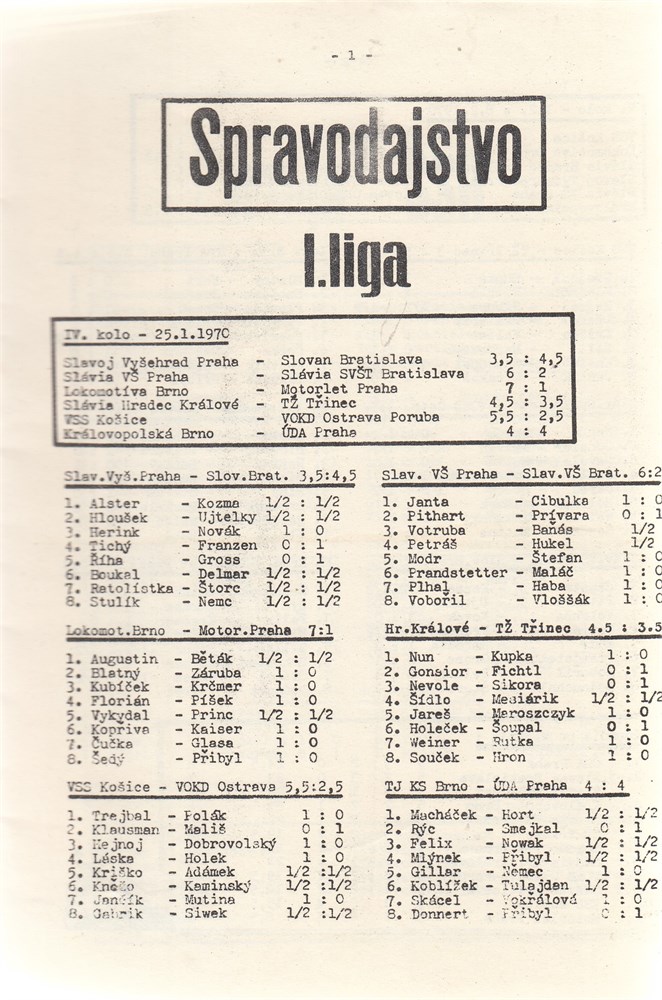 - 1 -
Spravodajstvo
I.liga
IV. kolo - 25.1.1970
Slavoj Vyšehrad Praha - Slovan Bratislava 3,5 : 4,5
Slávia VŠ Praha - Slávia SVŠT Bratislava 6 : 2
Lokomotíva Brno - Motorlet Praha 7 : 1
Slávia Hradec Králové - TŽ Třinec 4,5 : 3,5
VSS Košice - VOKD Ostrava Poruba 5,5 : 2,5
Královopolská Brno - ÚDA Praha 4 : 4
Slav.Vyš.Praha - Slov.Brat. 3,5:4,5
1. Alster - Kozma 1/2 : 1/2
2. Hloušek - Ujtelky 1/2 : 1/2
3. Herink - Novák 1 : 0
4. Tichý - Franzen 0 : 1
5. Říha - Gross 0 : 1
6. Boukal - Delmar 1/2 : 1/2
7. Ratolístka - Štorc 1/2 : 1/2
8. Stulík - Nemc 1/2 : 1/2
Slav. VŠ Praha - Slav.VŠ Brat. 6:2
1. Janta - Cibulka 1 : 0
2. Pithart - Prívara 0 : 1
3. Votruba - Baňás 1/2
4. Petráš - Hukel 1/2
5. Modr - Štefan 1 : 0
6. Prandstetter - Maláč 1 : 0
7. Plhal - Haba 1 : 0
8. Vobořil - Vloššák 1 : 0
Lokomot.Brno - Motor.Praha 7:1
1. Augustin - Běták 1/2 : 1/2
2. Blatný - Záruba 1 : 0
3. Kubíček - Krčmer 1 : 0
4. Florián - Píšek 1 : 0
5. Vykydal - Princ 1/2 : 1/2
6. Kopřiva - Kaiser 1 : 0
7. Čučka - Glasa 1 : 0
8. Šedý - Přibyl 1 : 0
Hr.Králové - TŽ Třinec 4.5 : 3.5
1. Nun - Kupka 1 : 0
2. Gonsior - Fichtl 0 : 1
3. Nevole - Sikora 0 : 1
4. Šídlo - Mesiárik 1/2 : 1/2
5. Jareš - Maroszczyk 1 : 0
6. Holeček - Šoupal 0 : 1
7. Weiner - Rutka 1 : 0
8. Souček - Hron 1 : 0
VSS Košice - VOKD Ostrava 5,5:2,5
1. Trejbal - Polák 1 : 0
2. Klausman - Mališ 0 : 1
3. Hejnoj - Dobrovolský 1 : 0
4. Láska - Holek 1 : 0
5. Kriško - Adámek 1/2 :1/2
6. - Kaminský 1/2 :1/2
7. Jančík - Mutina 1 : 0
8. Gabrik - Siwek 1/2 :1/2
TJ KS Brno - ÚDA Praha 4 : 4
1. Macháček - Hort 1/2 : 1/2
2. Rýc - Smejkal 0 : 1
3. Felix - Nowak 1/2 : 1/2
4. Mlýnek - Přibyl 1/2 : 1/2
5. Gillar - Němec 1 : 0
6. Koblížek - Tulajdan 1/2 : 1/2
7. Skácel - Vokřálová 1 : 0
8. Donnert - Přibyl 0 : 1